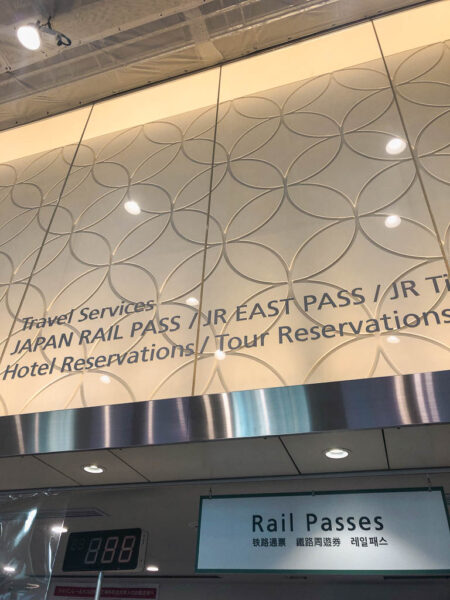 Travel Services
JAPAN RAIL PASS / JR EAST PASS / JR Ti
Hotel Reservations / Tour Reservations
Rail Passes
铁路通票 鐵路周遊券 레일패스
888